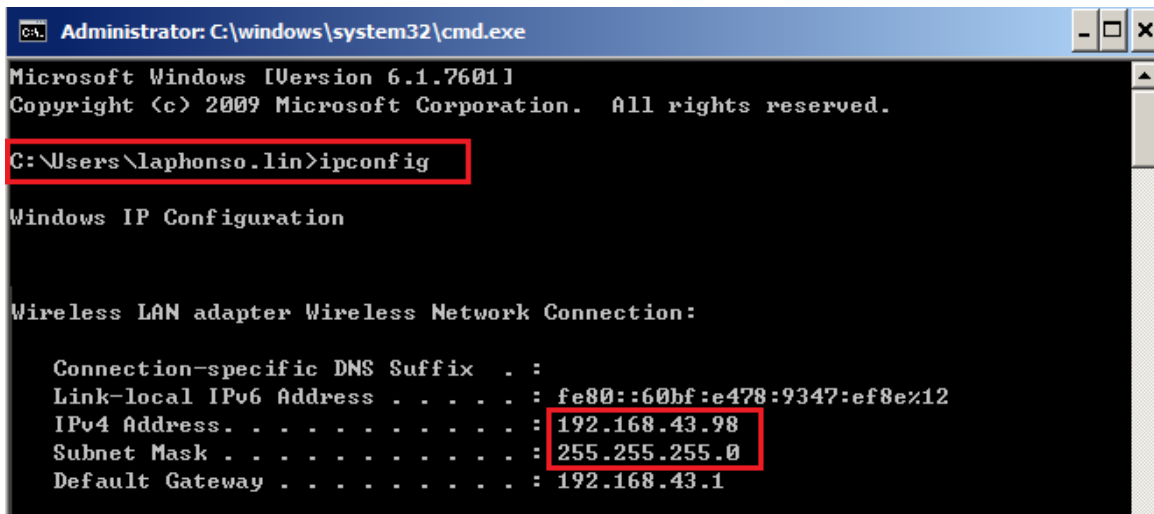 Administrator: C:\windows\system32\cmd.exe
Microsoft Windows [Version 6.1.7601]
Copyright (c) 2009 Microsoft Corporation.  All rights reserved.
C:\Users\laphonso.lin>ipconfig
Windows IP Configuration
Wireless LAN adapter Wireless Network Connection:
Connection-specific DNS Suffix  . :
Link-local IPv6 Address . . . . . : fe80::60bf:e478:9347:ef8e%12
IPv4 Address. . . . . . . . . . . : 192.168.43.98
Subnet Mask . . . . . . . . . . . : 255.255.255.0
Default Gateway . . . . . . . . . : 192.168.43.1